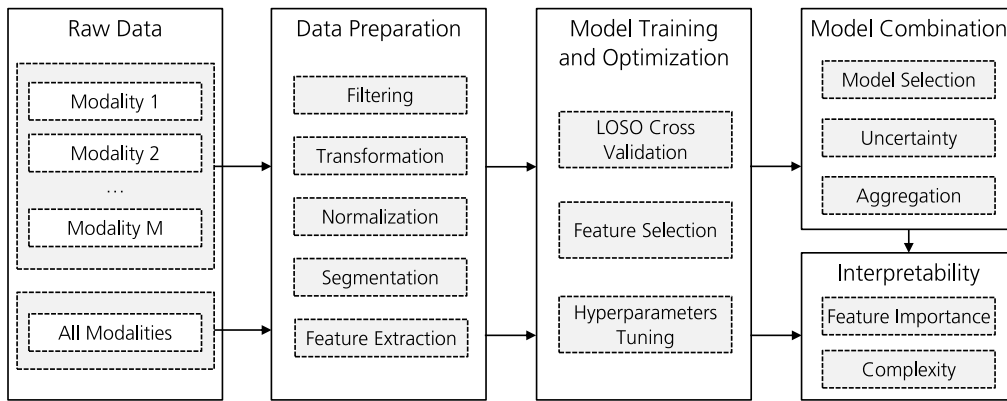 Raw Data
Modality 1
Modality 2
...
Modality M
All Modalities
Data Preparation
Filtering
Transformation
Normalization
Segmentation
Feature Extraction
Model Training
and Optimization
LOSO Cross
Validation
Feature Selection
Hyperparameters
Tuning
Model Combination
Model Selection
Uncertainty
Aggregation
Interpretability
Feature Importance
Complexity